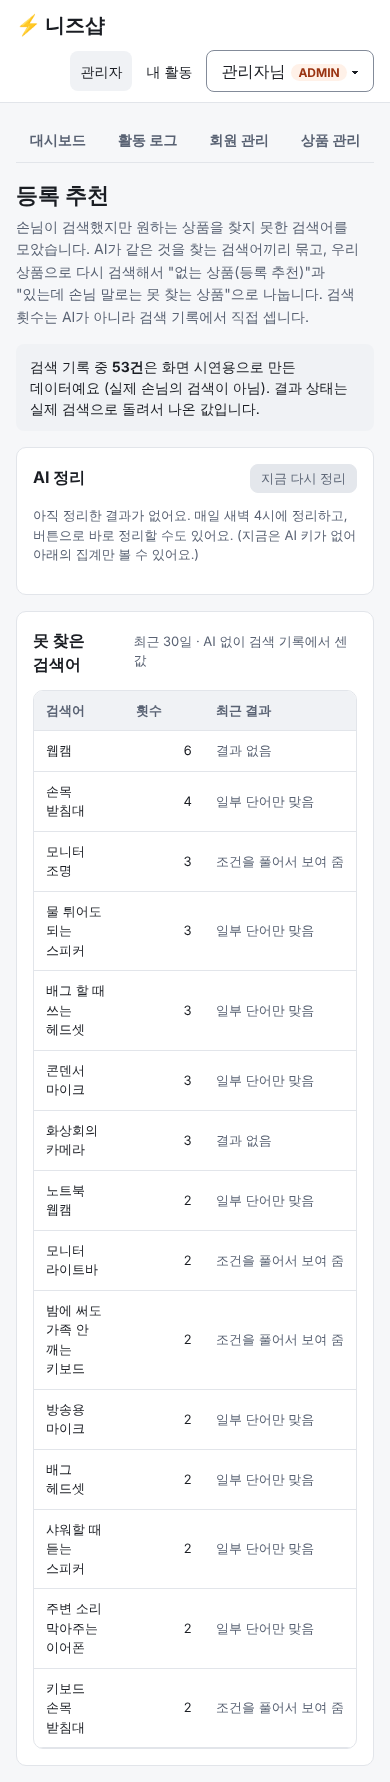 ⚡ 니즈샵
관리자 내 활동 관리자님 ADMIN
대시보드 활동 로그 회원 관리 상품 관리
등록 추천
손님이 검색했지만 원하는 상품을 찾지 못한 검색어를
모았습니다. AI가 같은 것을 찾는 검색어끼리 묶고, 우리
상품으로 다시 검색해서 "없는 상품(등록 추천)"과
"있는데 손님 말로는 못 찾는 상품"으로 나눕니다. 검색
횟수는 AI가 아니라 검색 기록에서 직접 셉니다.
검색 기록 중 53건은 화면 시연용으로 만든
데이터예요 (실제 손님의 검색이 아님). 결과 상태는
실제 검색으로 돌려서 나온 값입니다.
AI 정리 지금 다시 정리
아직 정리한 결과가 없어요. 매일 새벽 4시에 정리하고,
버튼으로 바로 정리할 수도 있어요. (지금은 AI 키가 없어
아래의 집계만 볼 수 있어요.)
못 찾은
검색어
최근 30일 · AI 없이 검색 기록에서 센
값
검색어 횟수 최근 결과
웹캠 6 결과 없음
손목
받침대 4 일부 단어만 맞음
모니터
조명 3 조건을 풀어서 보여 줌
물 튀어도
되는
스피커 3 일부 단어만 맞음
배그 할 때
쓰는
헤드셋 3 일부 단어만 맞음
콘덴서
마이크 3 일부 단어만 맞음
화상회의
카메라 3 결과 없음
노트북
웹캠 2 일부 단어만 맞음
모니터
라이트바 2 조건을 풀어서 보여 줌
밤에 써도
가족 안
깨는
키보드 2 조건을 풀어서 보여 줌
방송용
마이크 2 일부 단어만 맞음
배그
헤드셋 2 일부 단어만 맞음
샤워할 때
듣는
스피커 2 일부 단어만 맞음
주변 소리
막아주는
이어폰 2 일부 단어만 맞음
키보드
손목
받침대 2 조건을 풀어서 보여 줌